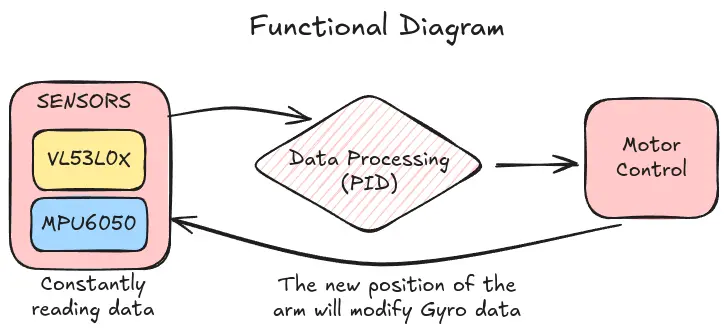 Functional Diagram
SENSORS
VL53L0X
MPU6050
Constantly
reading data
Data Processing
(PID)
Motor
Control
The new position of the
arm will modify Gyro data